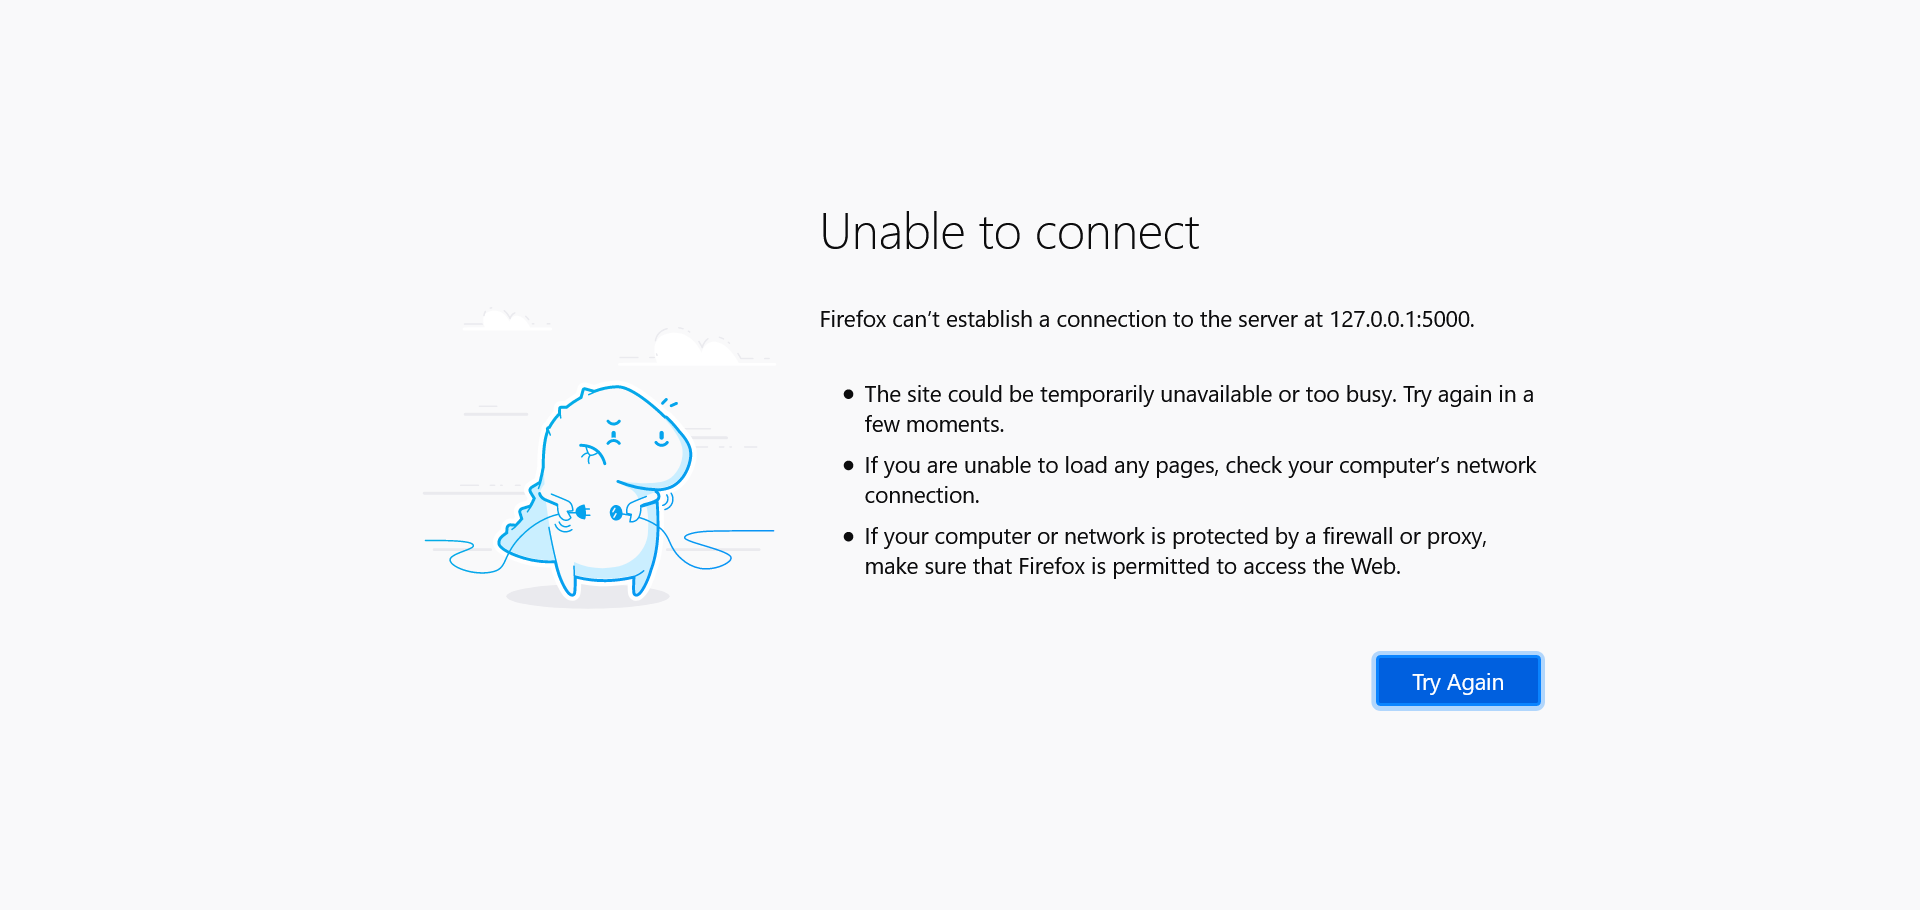 Unable to connect
Firefox can’t establish a connection to the server at 127.0.0.1:5000.
● The site could be temporarily unavailable or too busy. Try again in a
few moments.
● If you are unable to load any pages, check your computer’s network
connection.
● If your computer or network is protected by a firewall or proxy,
make sure that Firefox is permitted to access the Web.
Try Again